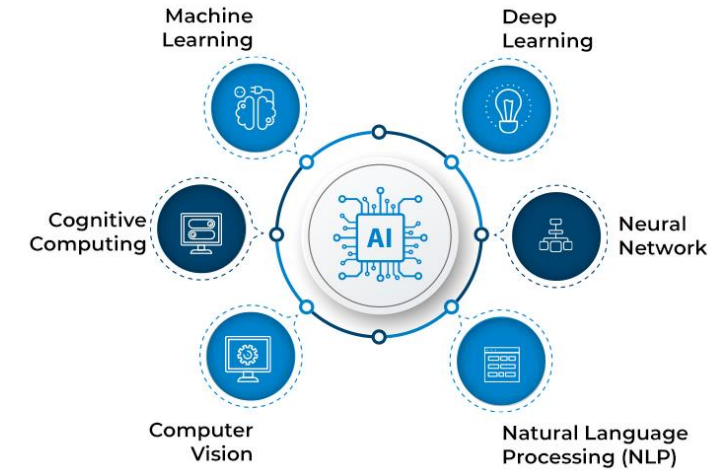 Machine
Learning
Deep
Learning
Cognitive
Computing
AI
Neural
Network
Computer
Vision
Natural Language
Processing (NLP)